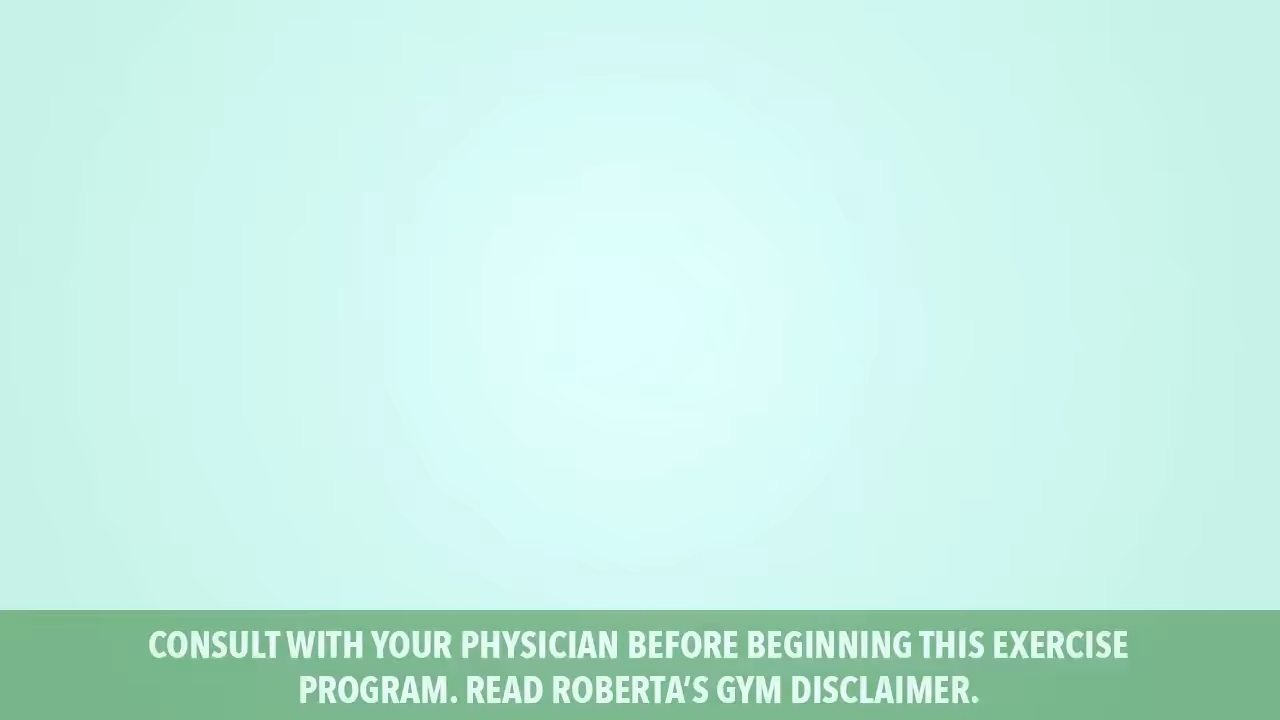 CONSULT WITH YOUR PHYSICIAN BEFORE BEGINNING THIS EXERCISE
PROGRAM. READ ROBERTA’S GYM DISCLAIMER.